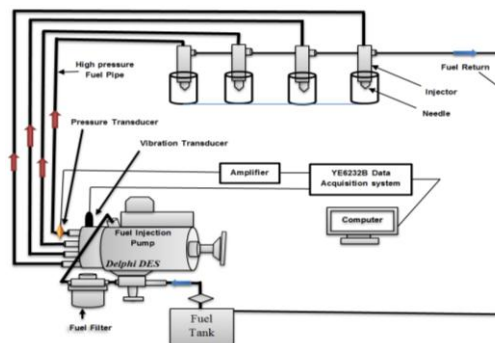 High pressure
Fuel Pipe
Fuel Return
Injector
Needle
Pressure Transducer
Vibration Transducer
Amplifier
YE6232B Data
Acquisition system
Computer
Fuel Injection
Pump
Delphi DES
Fuel Filter
Fuel
Tank